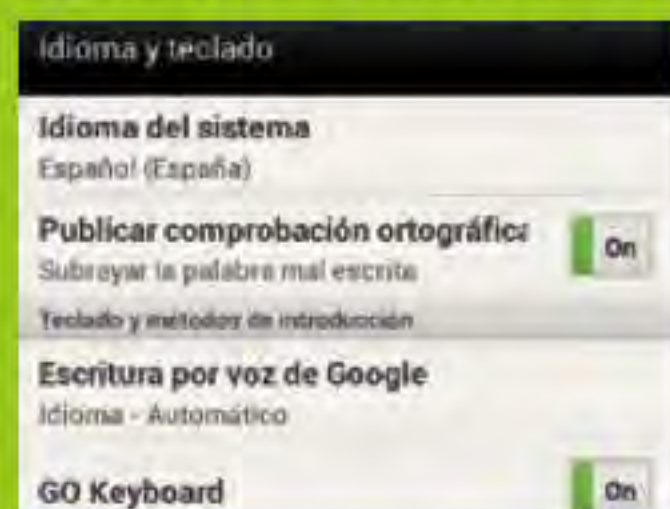 Idioma y teclado
Idioma del sistema
Español (España)
Publicar comprobación ortográfica
On
Subrayar la palabra mal escrita
Teclado y métodos de introducción
Escritura por voz de Google
Idioma - Automático
GO Keyboard
On